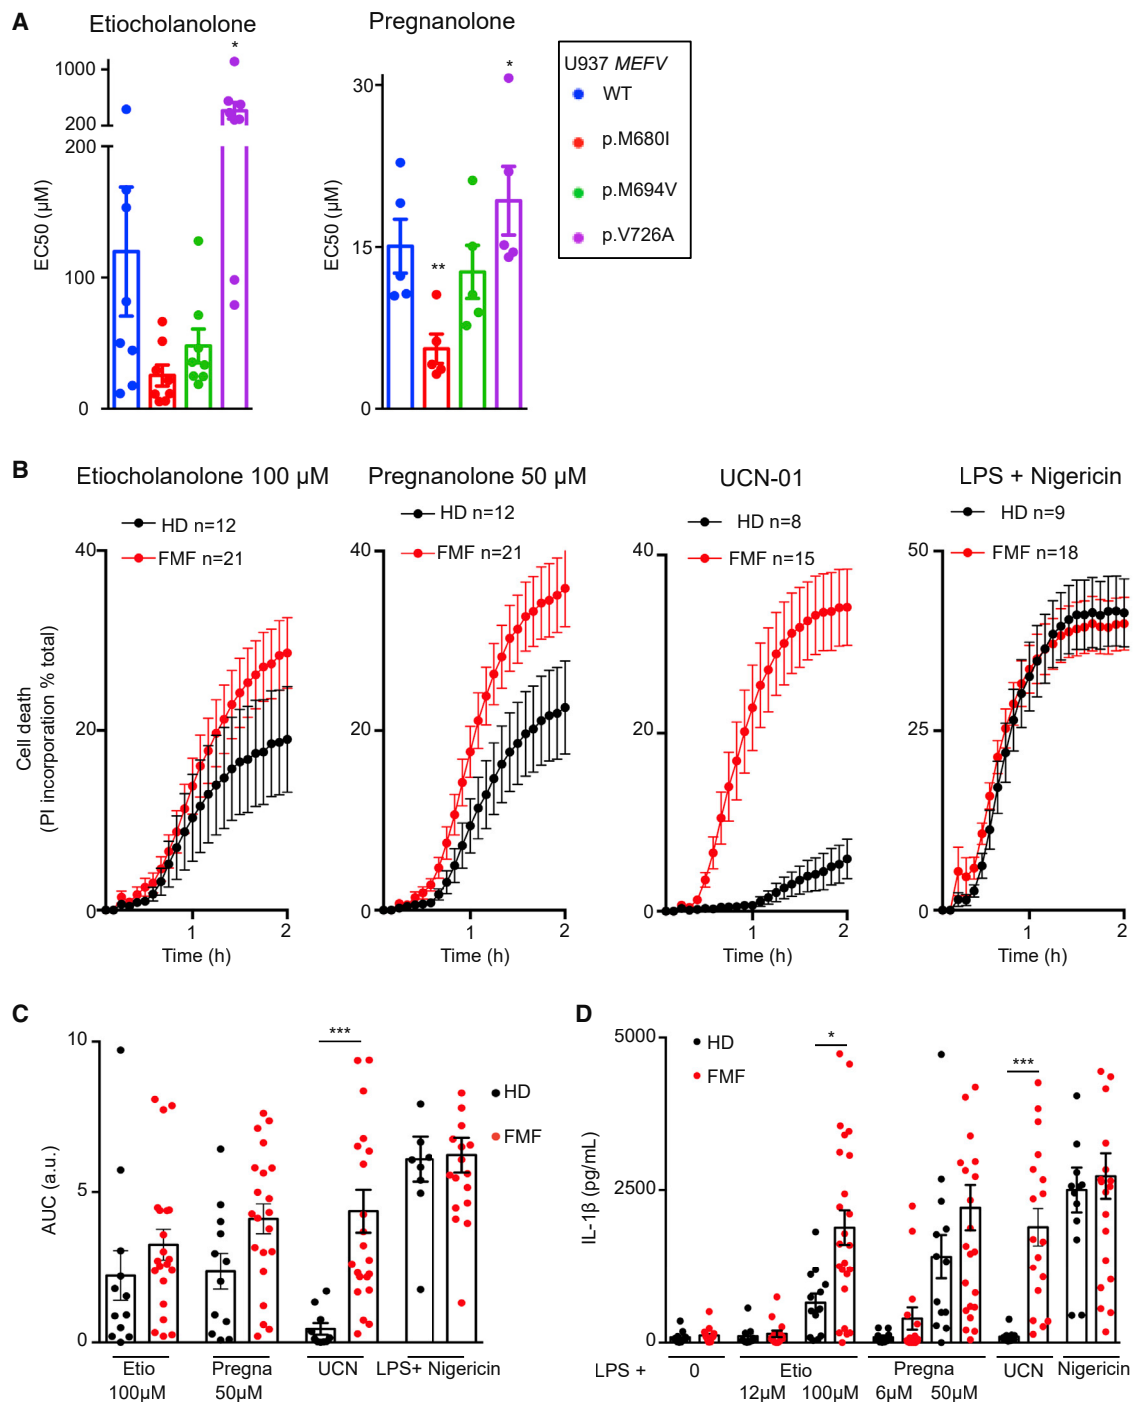 A
Etiocholanolone
Pregnanolone
*
1000
200
200
100
0
EC50 (µM)
*
**
30
15
0
EC50 (µM)
U937 MEFV
WT
p.M680I
p.M694V
p.V726A
B
Etiocholanolone 100 µM
Pregnanolone 50 µM
UCN-01
LPS + Nigericin
HD n=12
FMF n=21
HD n=12
FMF n=21
HD n=8
FMF n=15
HD n=9
FMF n=18
Cell death
(PI incorporation % total)
40
20
0
1
2
Time (h)
40
20
0
1
2
Time (h)
40
20
0
1
2
Time (h)
50
25
0
1
2
Time (h)
C
AUC (a.u.)
10
5
0
***
HD
FMF
Etio
100µM
Pregna
50µM
UCN
LPS+ Nigericin
D
IL-1β (pg/mL)
5000
2500
0
HD
FMF
*
***
LPS +
0
Etio
12µM
100µM
Pregna
6µM
50µM
UCN
Nigericin